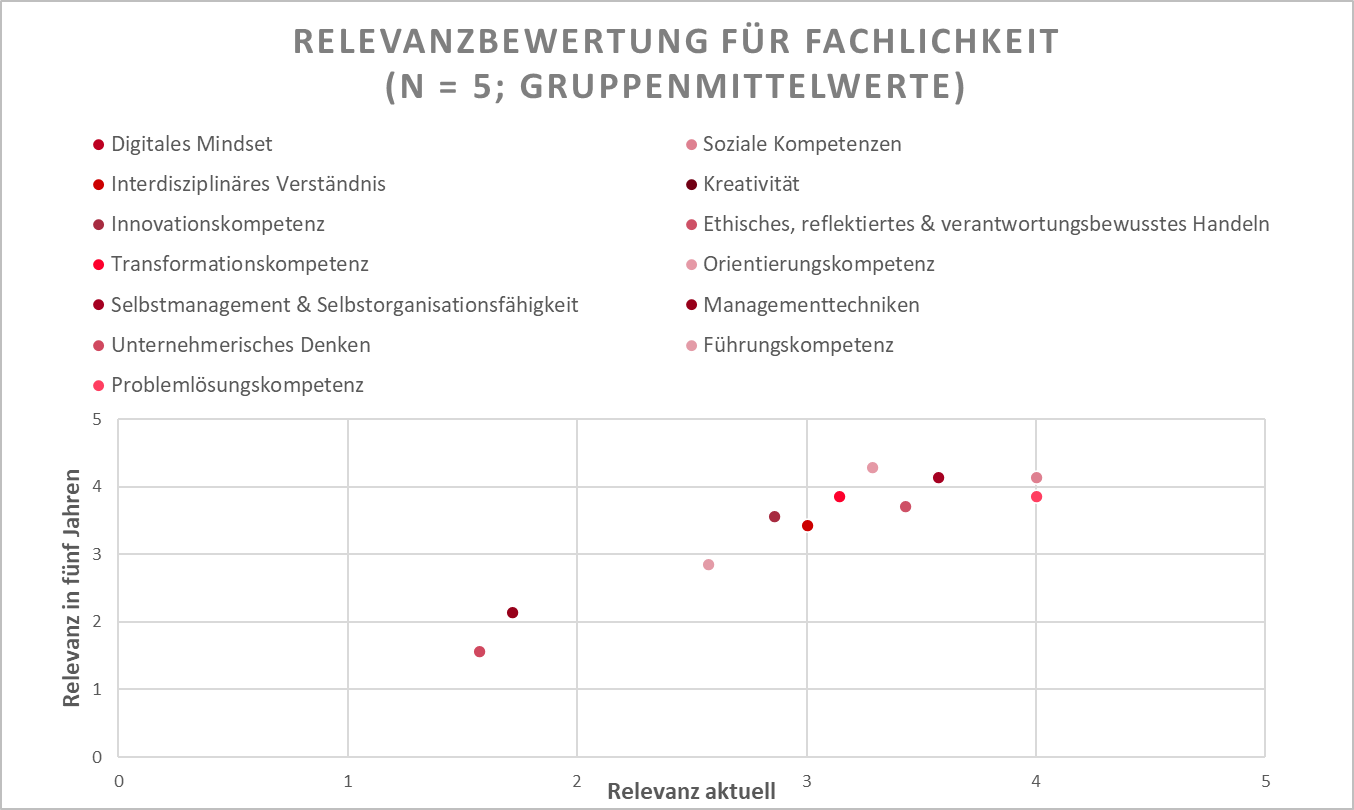 RELEVANZBEWERTUNG FÜR FACHLICHKEIT
(N = 5; GRUPPENMITTELWERTE)
Digitales Mindset
Soziale Kompetenzen
Interdisziplinäres Verständnis
Kreativität
Innovationskompetenz
Ethisches, reflektiertes & verantwortungsbewusstes Handeln
Transformationskompetenz
Orientierungskompetenz
Selbstmanagement & Selbstorganisationsfähigkeit
Managementtechniken
Unternehmerisches Denken
Führungskompetenz
Problemlösungskompetenz
Relevanz in fünf Jahren
5
4
3
2
1
0
0 1 2 3 4 5
Relevanz aktuell